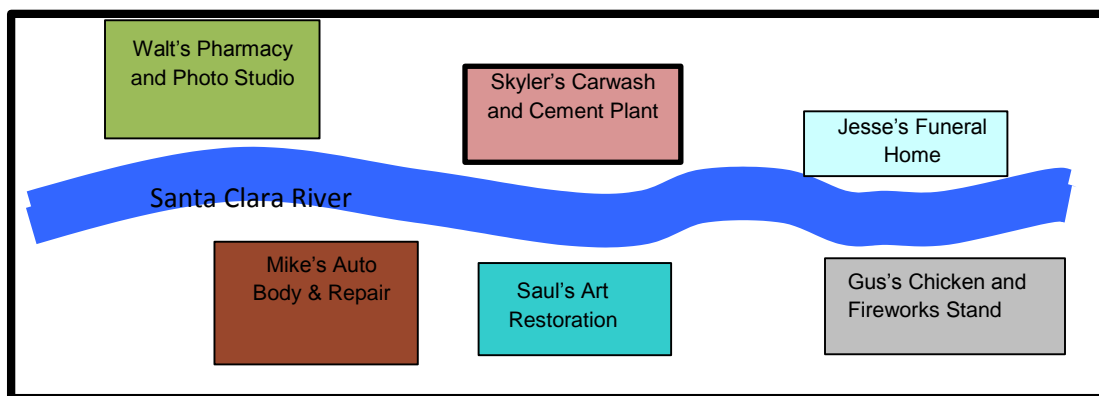 Walt’s Pharmacy
and Photo Studio
Skyler’s Carwash
and Cement Plant
Jesse’s Funeral
Home
Santa Clara River
Mike’s Auto
Body & Repair
Saul’s Art
Restoration
Gus’s Chicken and
Fireworks Stand